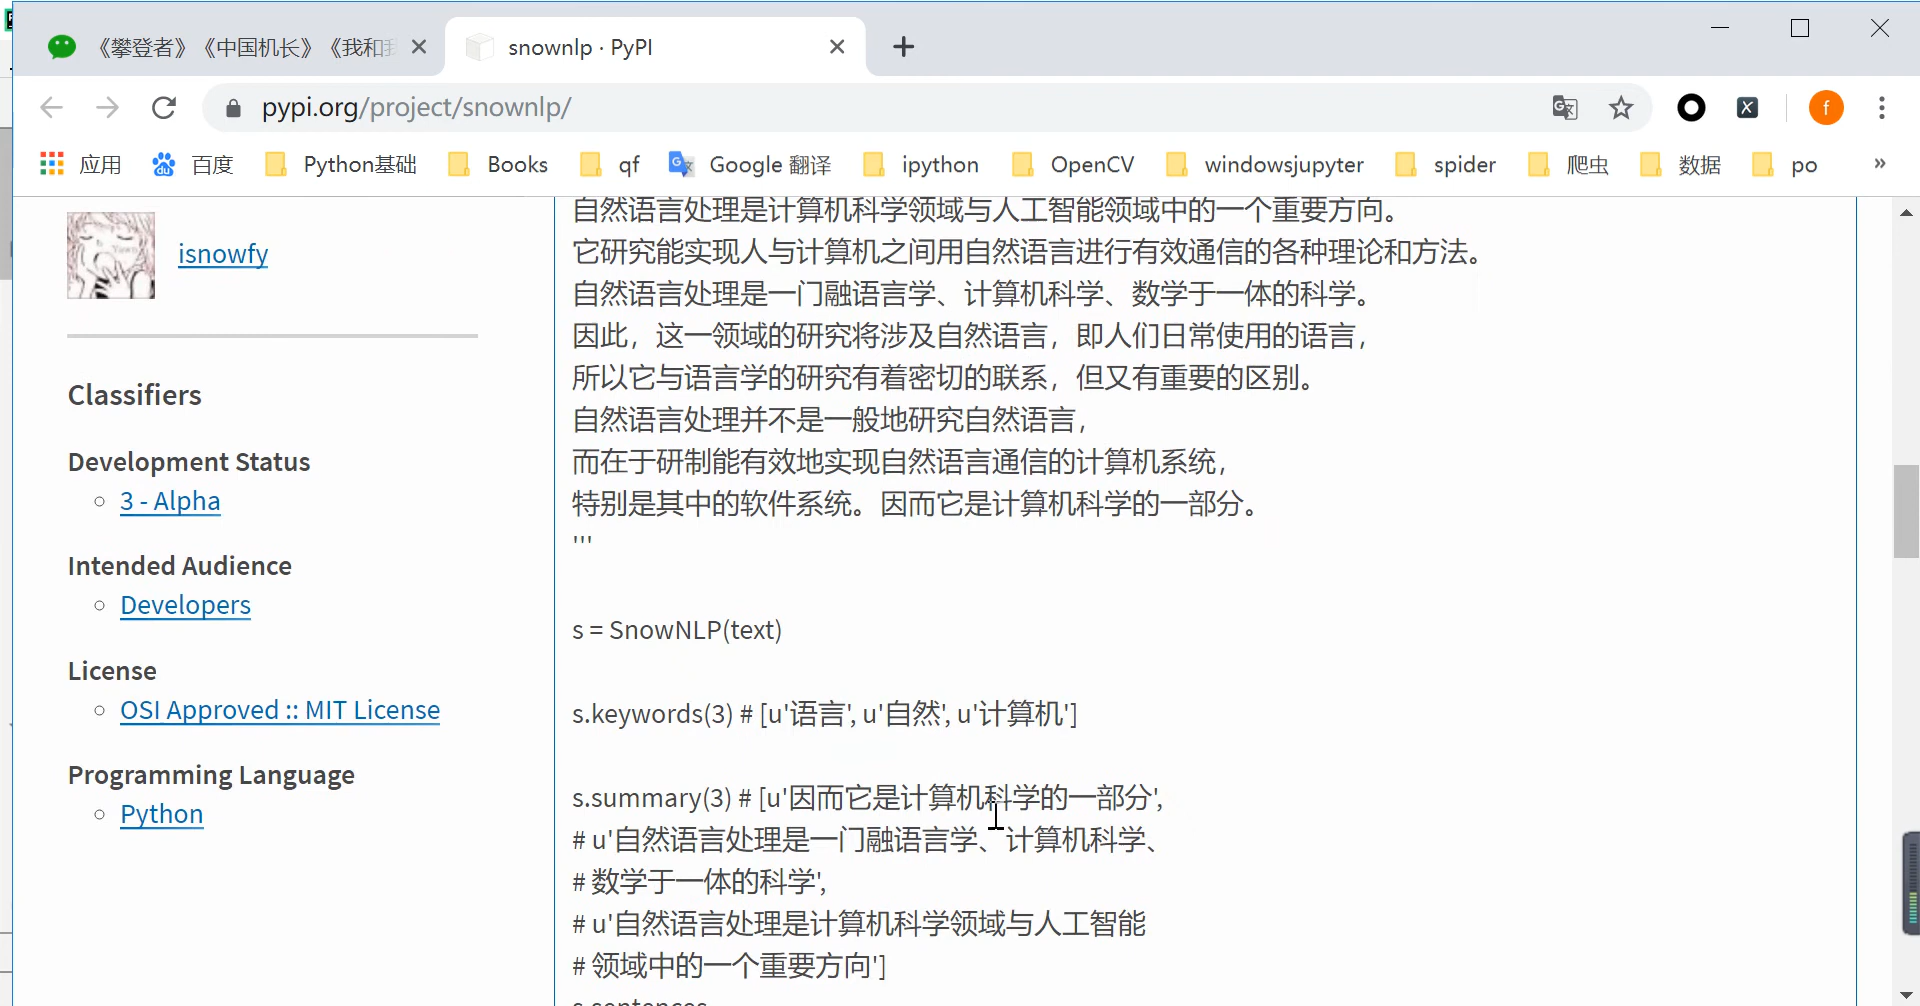 《攀登者》《中国机长》《我和
snownlp · PyPI
pypi.org/project/snownlp/
f
应用
百度
Python基础
Books
qf
Google 翻译
ipython
OpenCV
windowsjupyter
spider
爬虫
数据
po
»
isnowfy
Classifiers
Development Status
3 - Alpha
Intended Audience
Developers
License
OSI Approved :: MIT License
Programming Language
Python
自然语言处理是计算机科学领域与人工智能领域中的一个重要方向。
它研究能实现人与计算机之间用自然语言进行有效通信的各种理论和方法。
自然语言处理是一门融语言学、计算机科学、数学于一体的科学。
因此，这一领域的研究将涉及自然语言，即人们日常使用的语言，
所以它与语言学的研究有着密切的联系，但又有重要的区别。
自然语言处理并不是一般地研究自然语言，
而在于研制能有效地实现自然语言通信的计算机系统，
特别是其中的软件系统。因而它是计算机科学的一部分。
'''
s = SnowNLP(text)
s.keywords(3) # [u'语言', u'自然', u'计算机']
s.summary(3) # [u'因而它是计算机科学的一部分',
# u'自然语言处理是一门融语言学、计算机科学、
# 数学于一体的科学',
# u'自然语言处理是计算机科学领域与人工智能
# 领域中的一个重要方向']
s.sentences